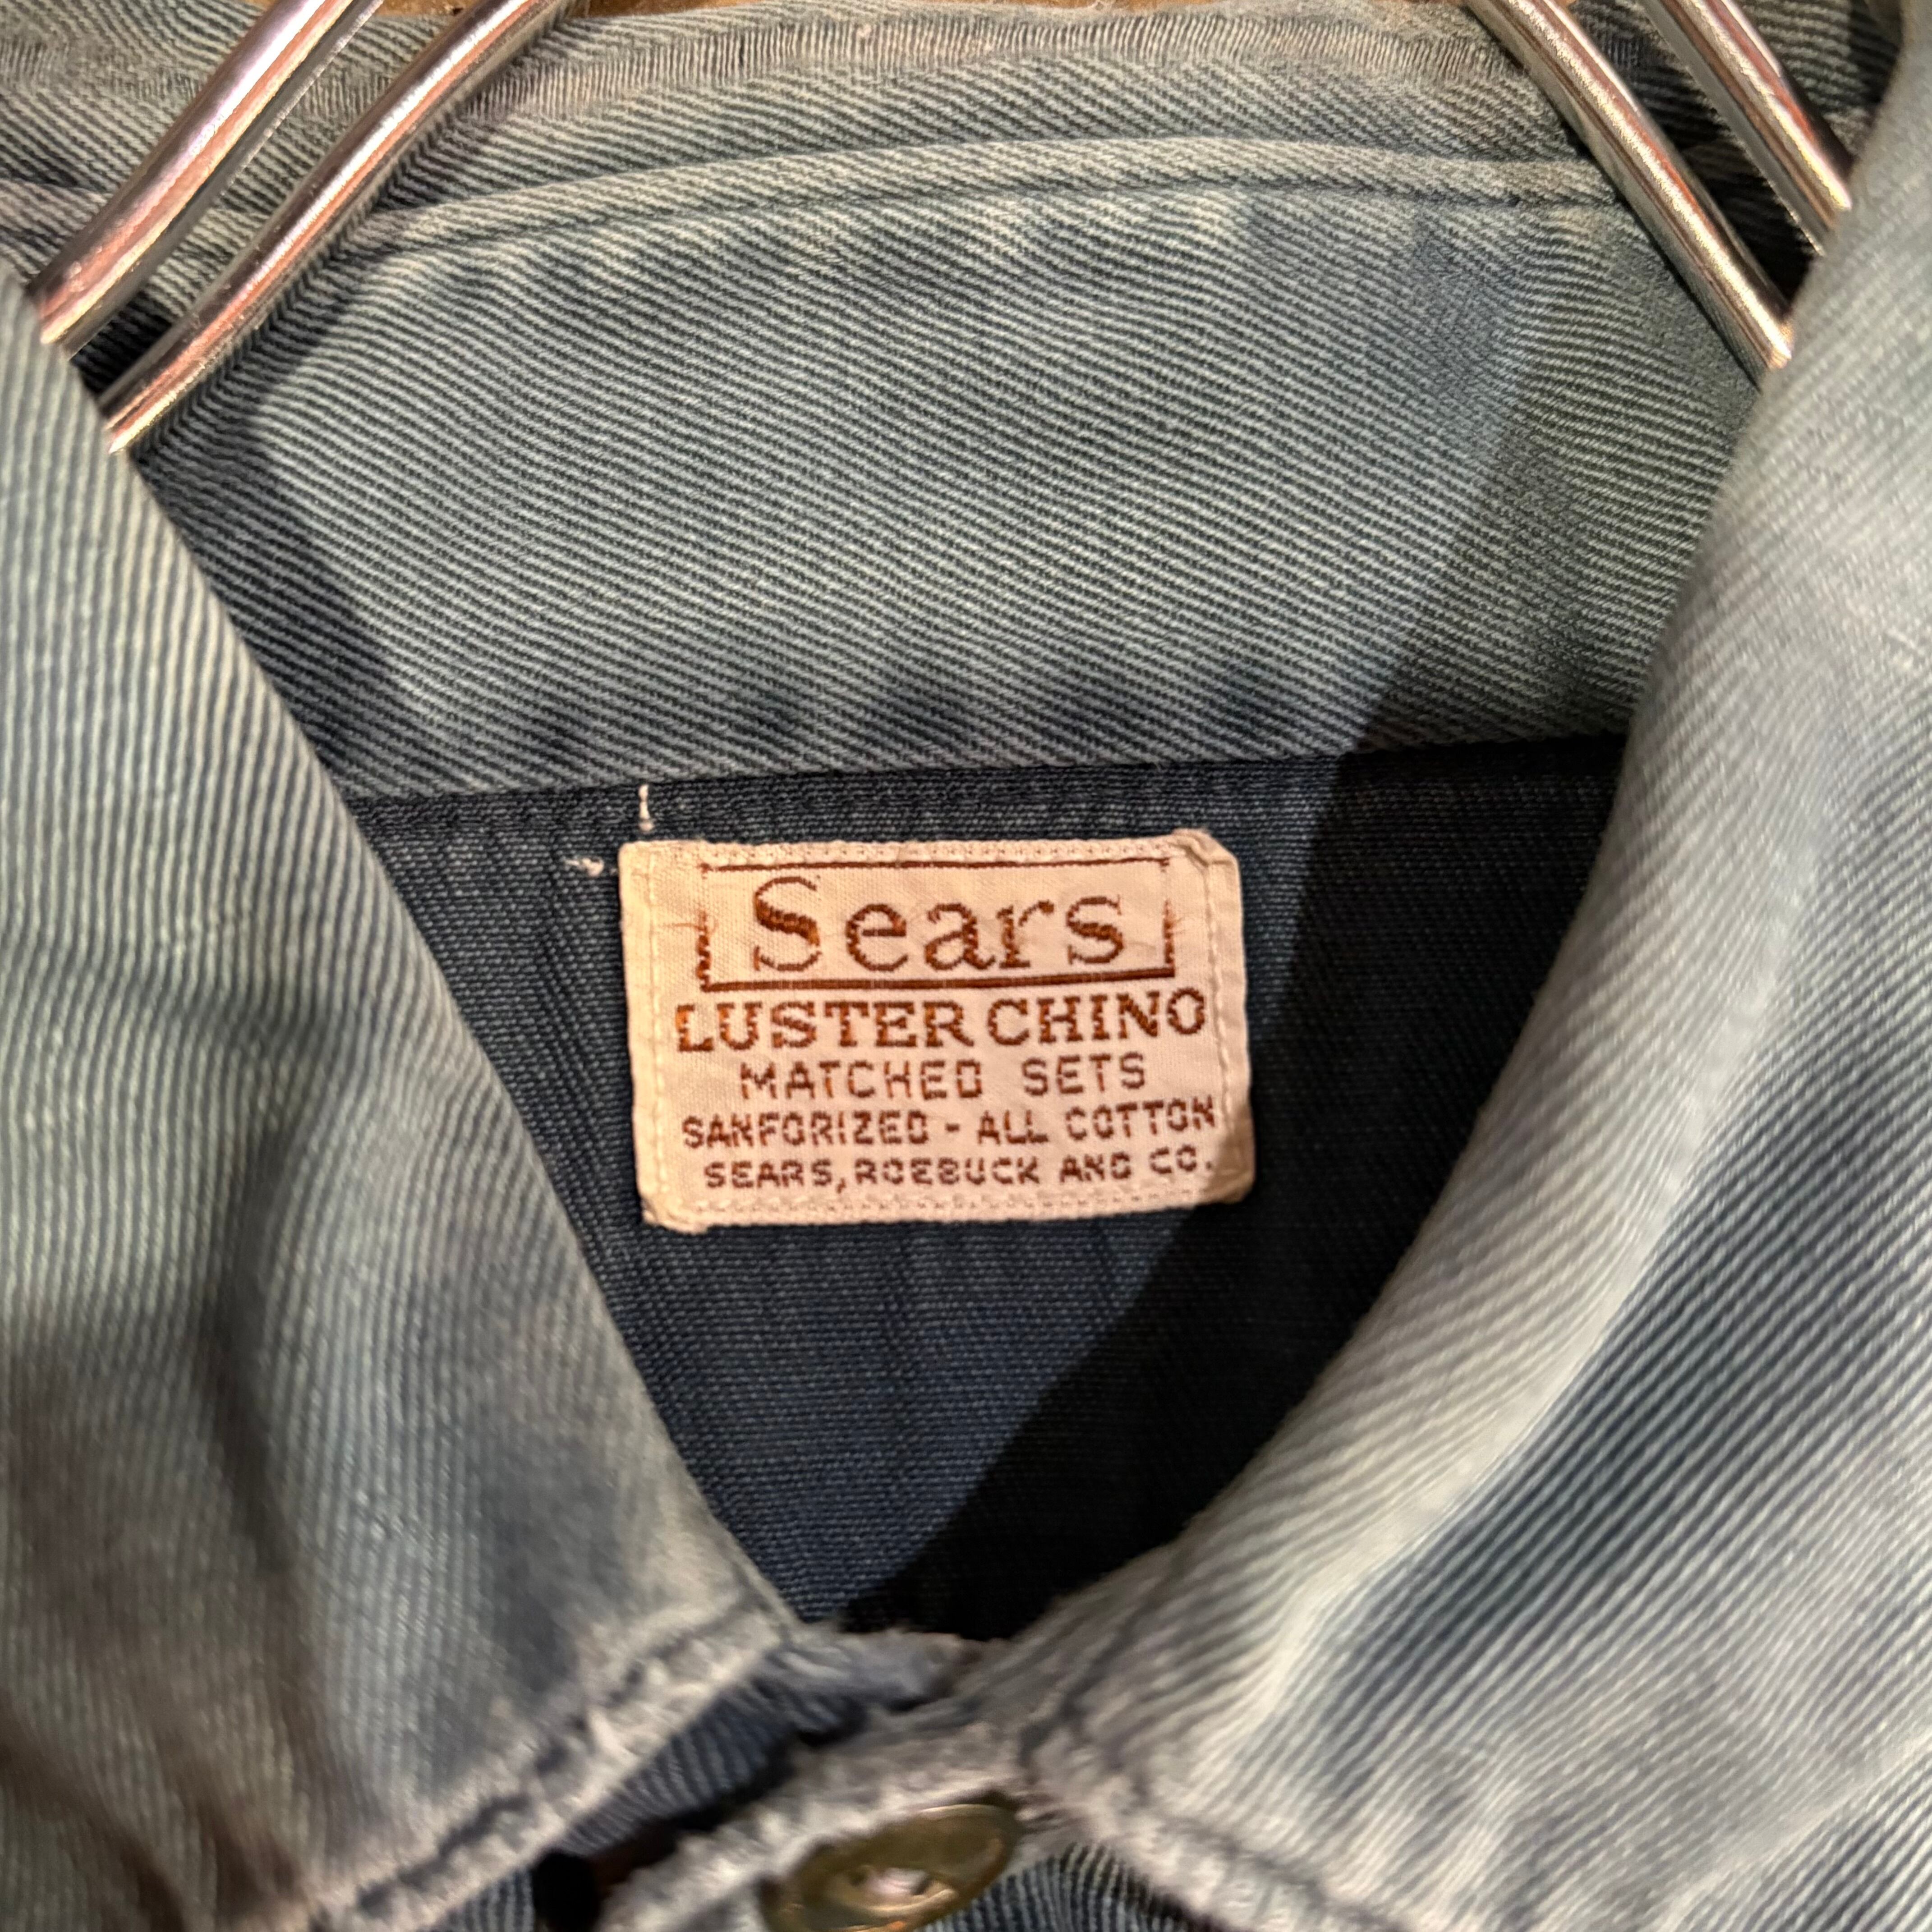 Sears
LUSTER CHINO
MATCHED SETS
SANFORIZED - ALL COTTON
SEARS, ROEBUCK AND CO.